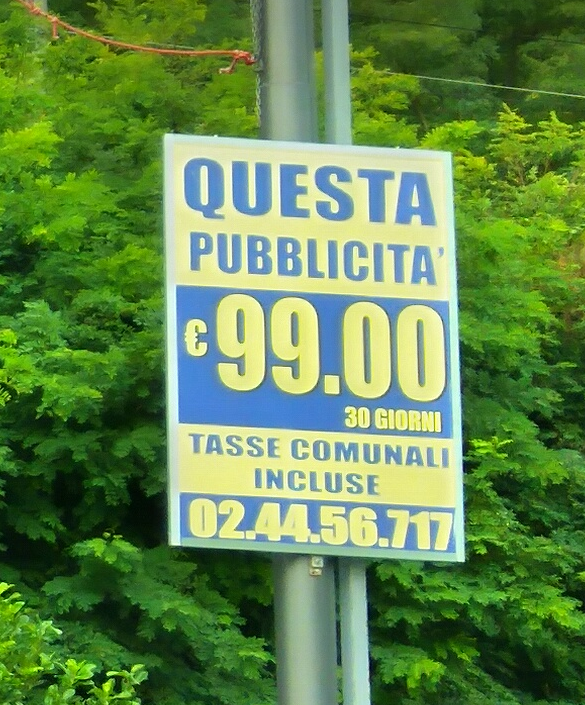 QUESTA
PUBBLICITA'
€ 99.00
30 GIORNI
TASSE COMUNALI
INCLUSE
02.44.56.717